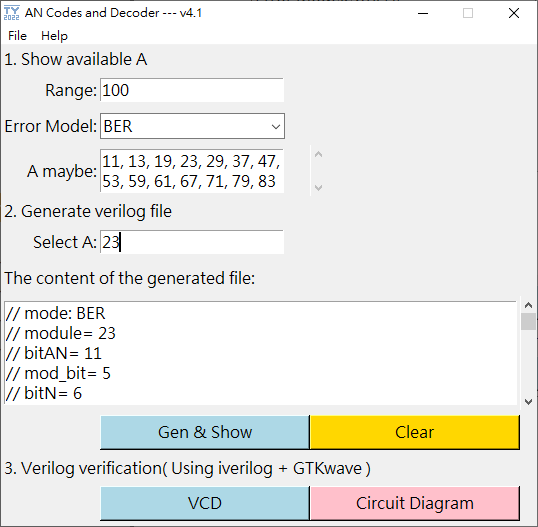 TY
2022
AN Codes and Decoder --- v4.1
File Help
1. Show available A
Range: 100
Error Model: BER
A maybe: 11, 13, 19, 23, 29, 37, 47,
53, 59, 61, 67, 71, 79, 83
2. Generate verilog file
Select A: 23
The content of the generated file:
// mode: BER
// module= 23
// bitAN= 11
// mod_bit= 5
// bitN= 6
Gen & Show Clear
3. Verilog verification( Using iverilog + GTKwave )
VCD Circuit Diagram